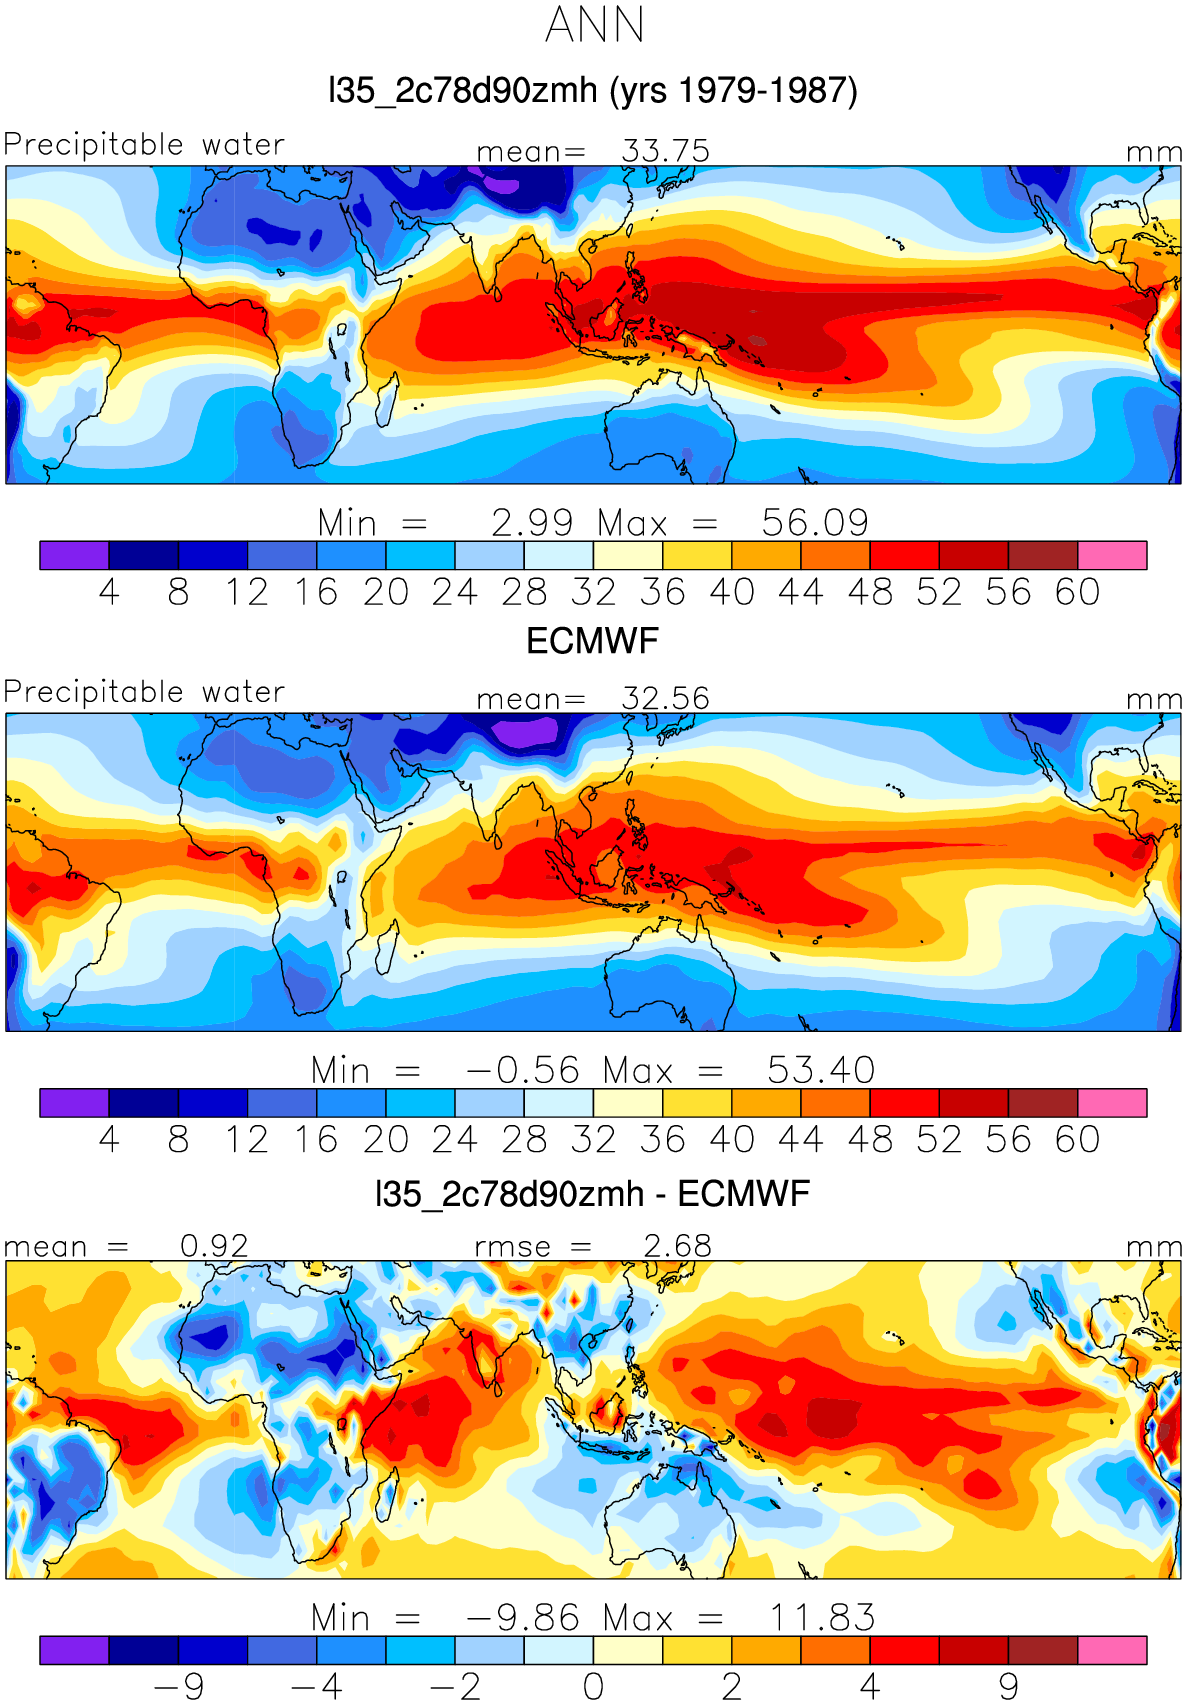 ANN
l35_2c78d90zmh (yrs 1979-1987)
Precipitable water mean= 33.75 mm
Min = 2.99 Max = 56.09
4 8 12 16 20 24 28 32 36 40 44 48 52 56 60
ECMWF
Precipitable water mean= 32.56 mm
Min = −0.56 Max = 53.40
4 8 12 16 20 24 28 32 36 40 44 48 52 56 60
l35_2c78d90zmh - ECMWF
mean = 0.92 rmse = 2.68 mm
Min = −9.86 Max = 11.83
−9 −4 −2 0 2 4 9